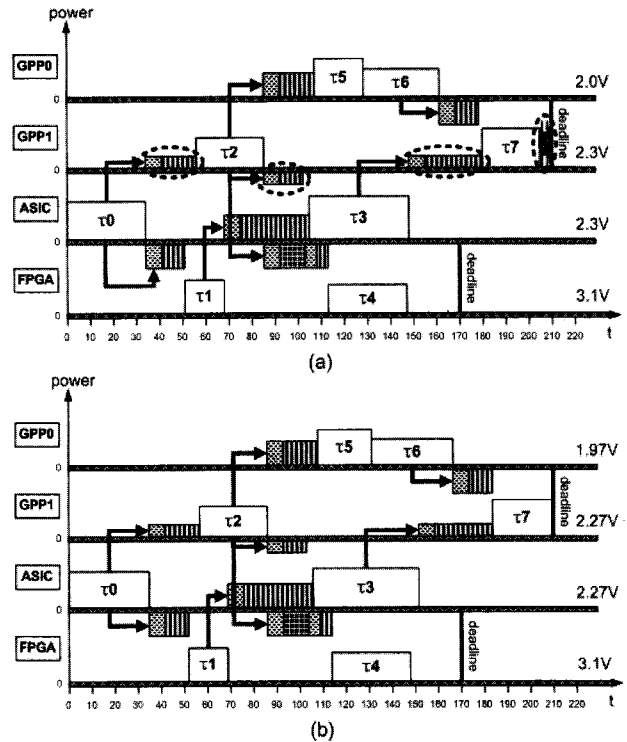 power
GPP0
0
τ5
τ6
2.0V
GPP1
0
τ2
τ7
deadline
2.3V
ASIC
0
τ0
τ3
2.3V
FPGA
0
τ1
τ4
deadline
3.1V
0 10 20 30 40 50 60 70 80 90 100 110 120 130 140 150 160 170 180 190 200 210 220 t
(a)
power
GPP0
0
τ5
τ6
1.97V
GPP1
0
τ2
τ7
deadline
2.27V
ASIC
0
τ0
τ3
2.27V
FPGA
0
τ1
τ4
deadline
3.1V
0 10 20 30 40 50 60 70 80 90 100 110 120 130 140 150 160 170 180 190 200 210 220 t
(b)